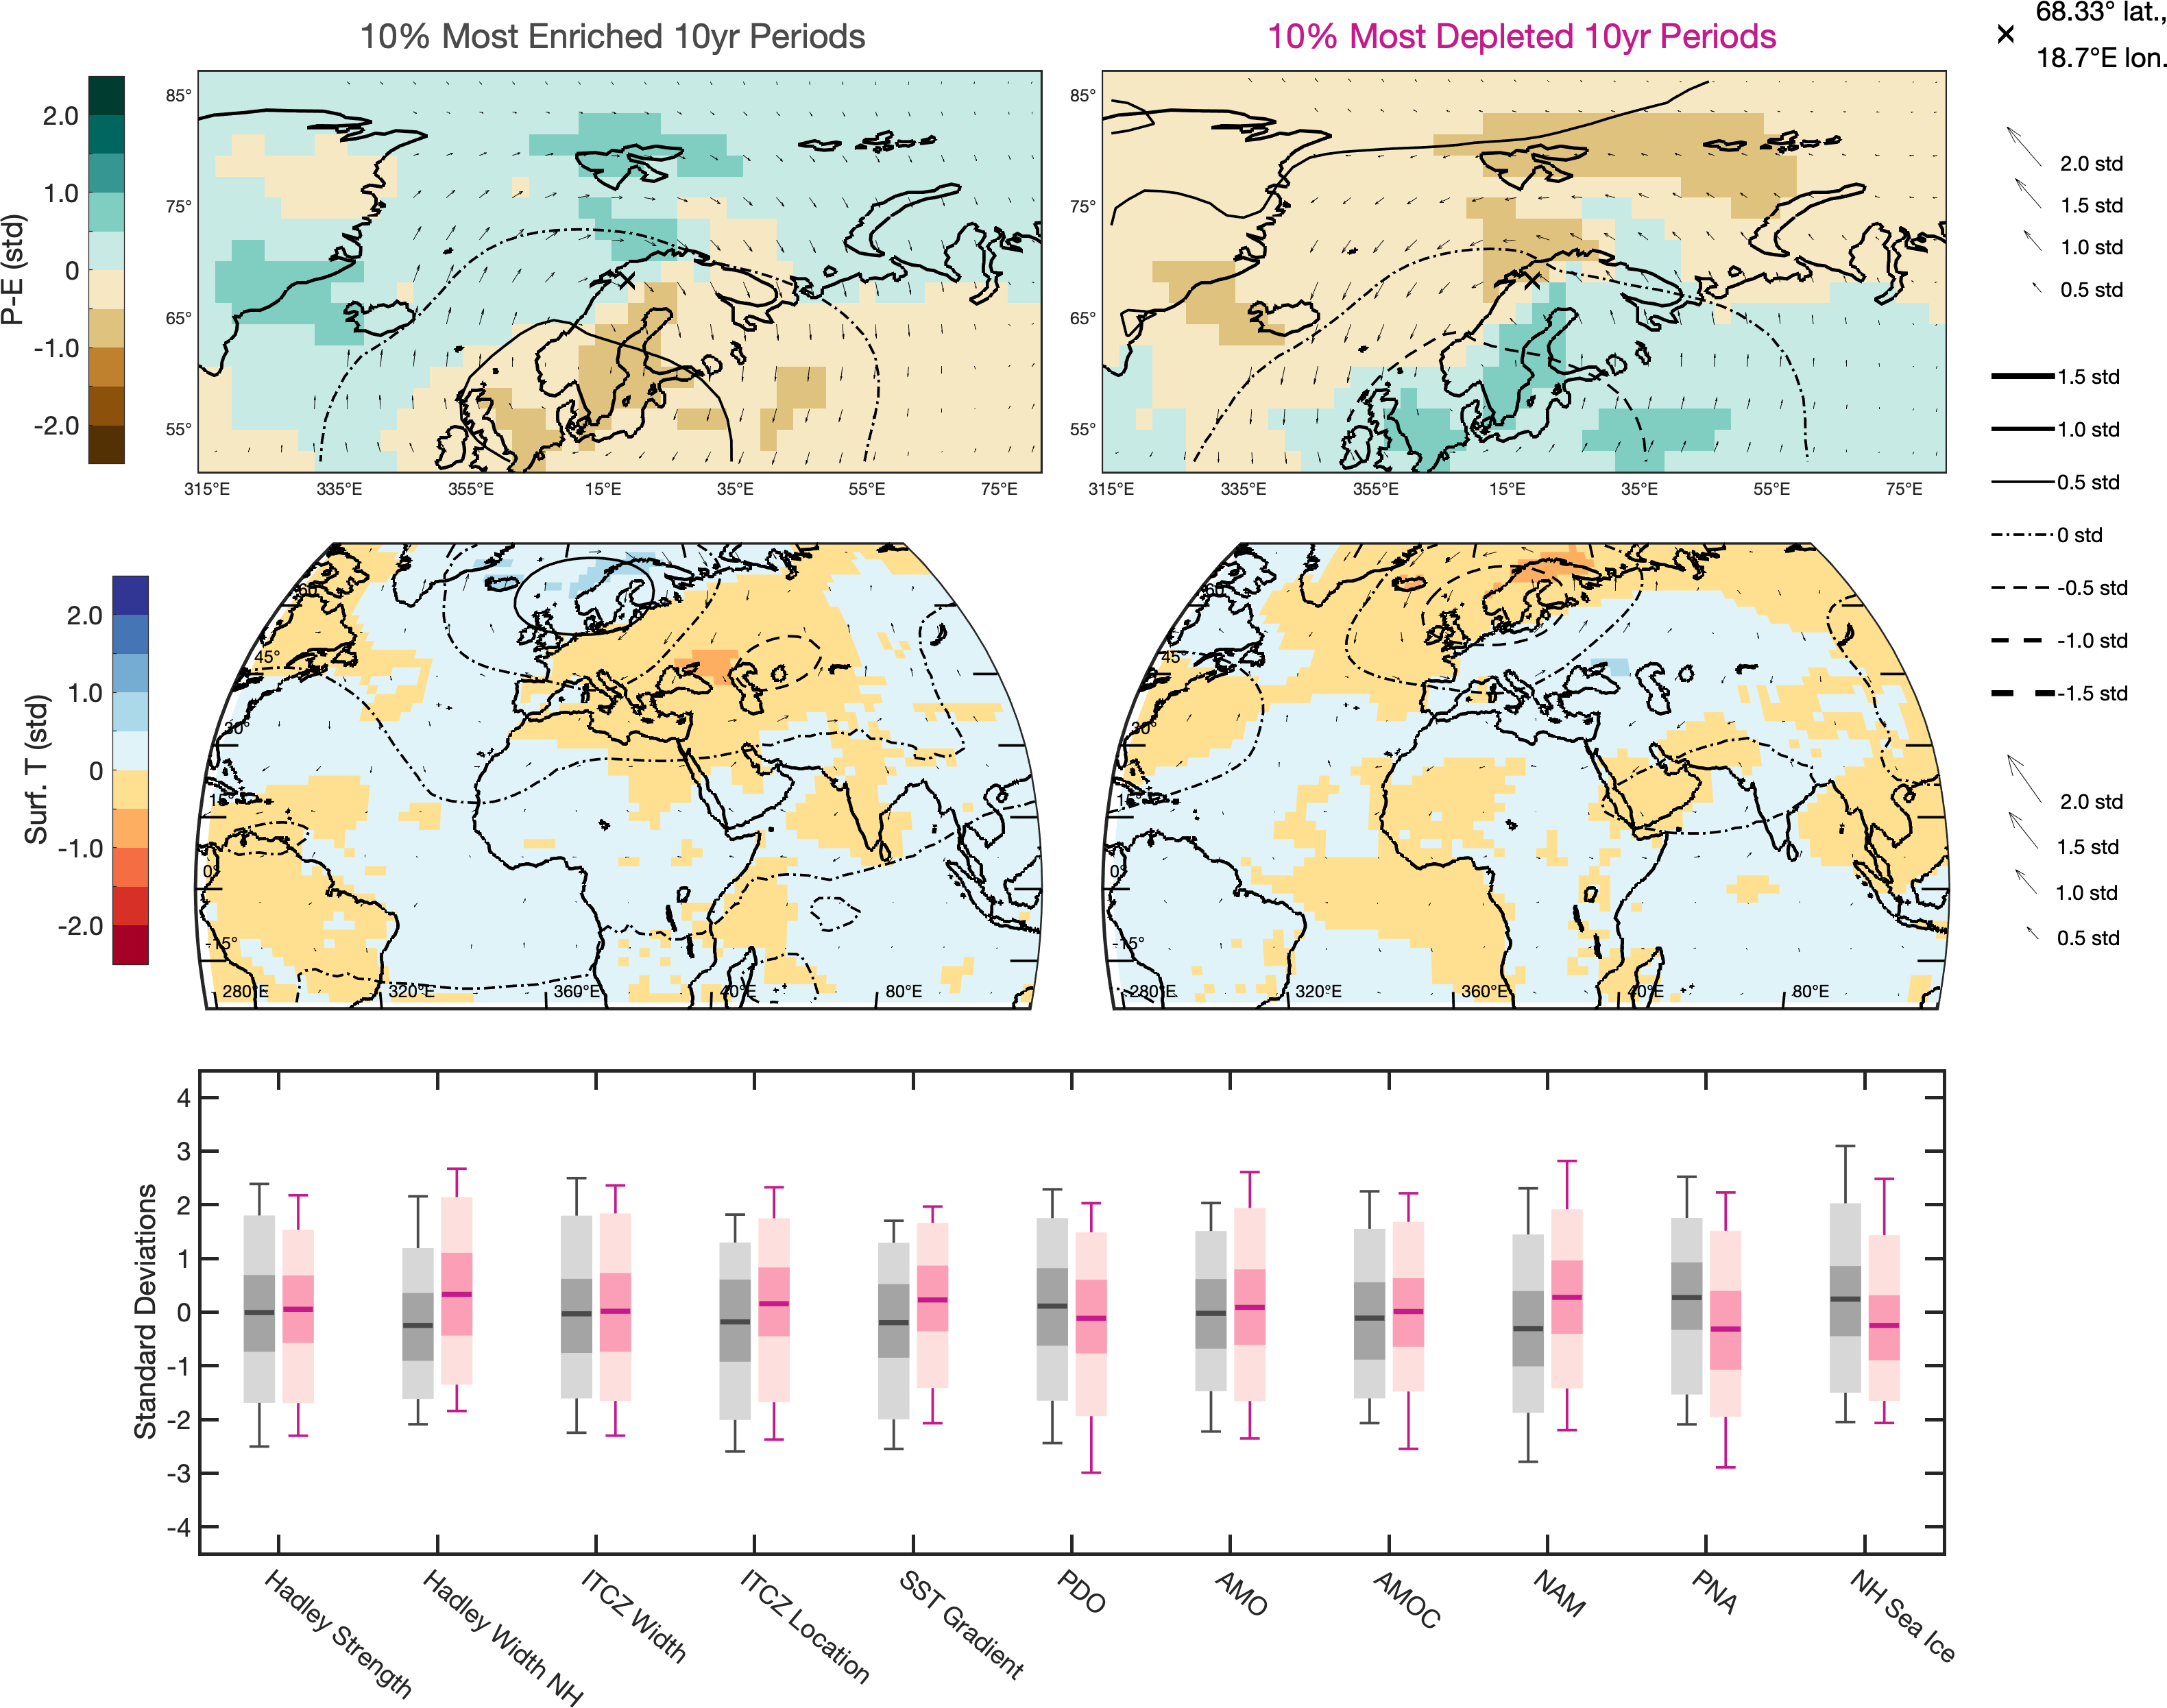 10% Most Enriched 10yr Periods
10% Most Depleted 10yr Periods
68.33° lat.,
18.7°E lon.
P-E (std)
2.0
1.0
0
-1.0
-2.0
85°
75°
65°
55°
315°E 335°E 355°E 15°E 35°E 55°E 75°E
85°
75°
65°
55°
315°E 335°E 355°E 15°E 35°E 55°E 75°E
2.0 std
1.5 std
1.0 std
0.5 std
1.5 std
1.0 std
0.5 std
0 std
-0.5 std
-1.0 std
-1.5 std
2.0 std
1.5 std
1.0 std
0.5 std
Surf. T (std)
2.0
1.0
0
-1.0
-2.0
60°
45°
30°
15°
0°
-15°
280°E 320°E 360°E 40°E 80°E
60°
45°
30°
15°
0°
-15°
280°E 320°E 360°E 40°E 80°E
Standard Deviations
4
3
2
1
0
-1
-2
-3
-4
Hadley Strength
Hadley Width NH
ITCZ Width
ITCZ Location
SST Gradient
PDO
AMO
AMOC
NAM
PNA
NH Sea Ice